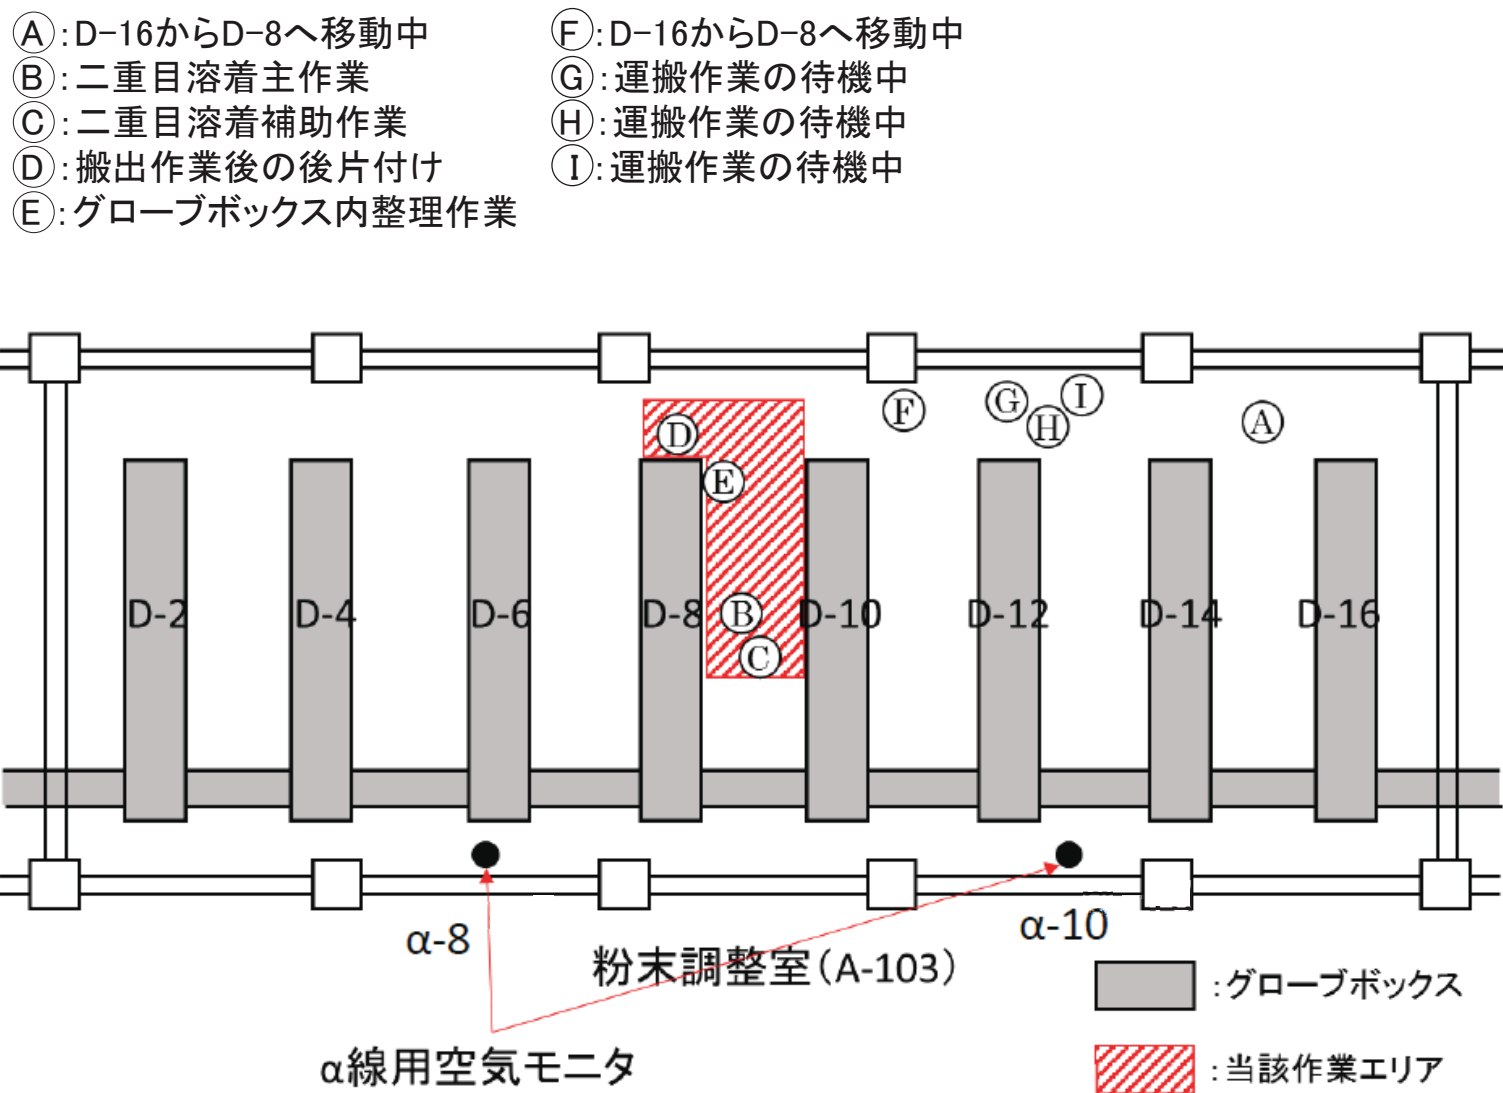 Ⓐ:D-16からD-8へ移動中
Ⓑ:二重目溶着主作業
Ⓒ:二重目溶着補助作業
Ⓓ:搬出作業後の後片付け
Ⓔ:グローブボックス内整理作業
Ⓕ:D-16からD-8へ移動中
Ⓖ:運搬作業の待機中
Ⓗ:運搬作業の待機中
Ⓘ:運搬作業の待機中
Ⓓ
Ⓔ
Ⓑ
Ⓒ
Ⓕ
Ⓖ
Ⓗ
Ⓘ
Ⓐ
D-2
D-4
D-6
D-8
D-10
D-12
D-14
D-16
α-8
α-10
粉末調整室(A-103)
α線用空気モニタ
:グローブボックス
:当該作業エリア